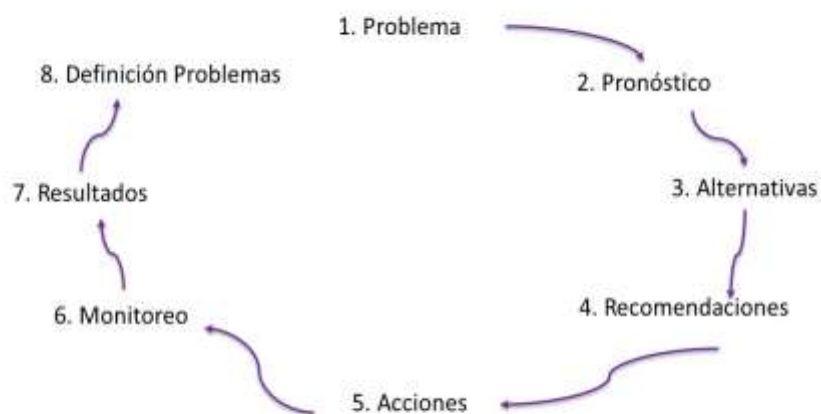 1. Problema
2. Pronóstico
3. Alternativas
4. Recomendaciones
5. Acciones
6. Monitoreo
7. Resultados
8. Definición Problemas